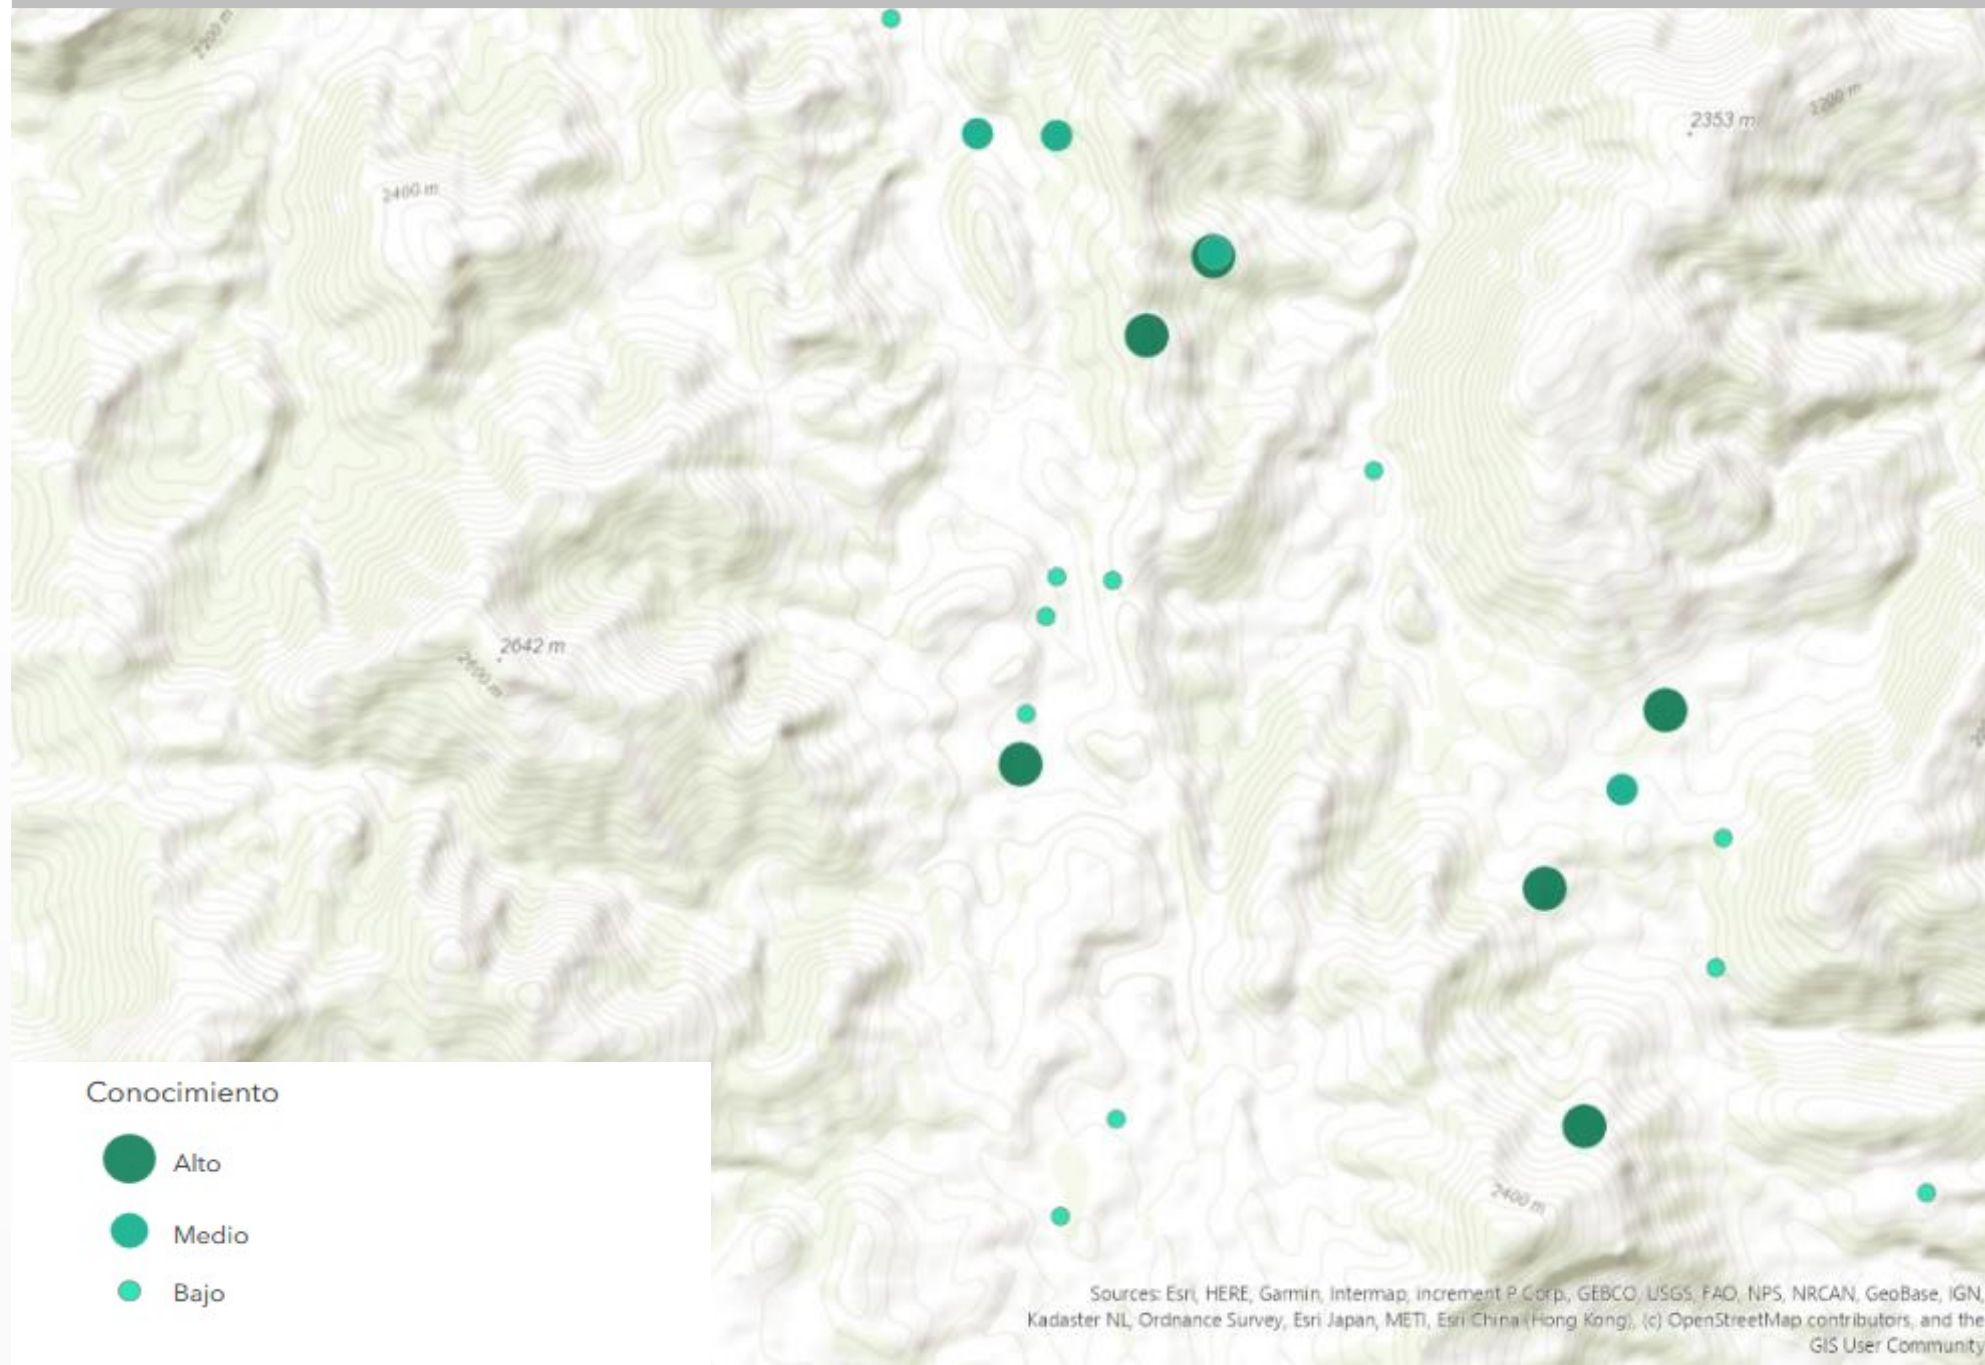 2200 m
2353 m
2200 m
2400 m
2642 m
2600 m
2400 m
Conocimiento
Alto
Medio
Bajo
Sources: Esri, HERE, Garmin, Intermap, increment P Corp., GEBCO, USGS, FAO, NPS, NRCAN, GeoBase, IGN,
Kadaster NL, Ordnance Survey, Esri Japan, METI, Esri China (Hong Kong), (c) OpenStreetMap contributors, and the
GIS User Community